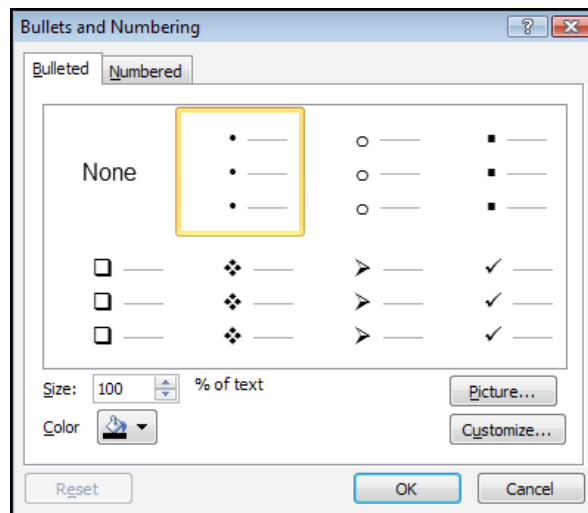 Bullets and Numbering
Bulleted Numbered
None
Size: 100 % of text
Picture...
Color
Customize...
Reset OK Cancel